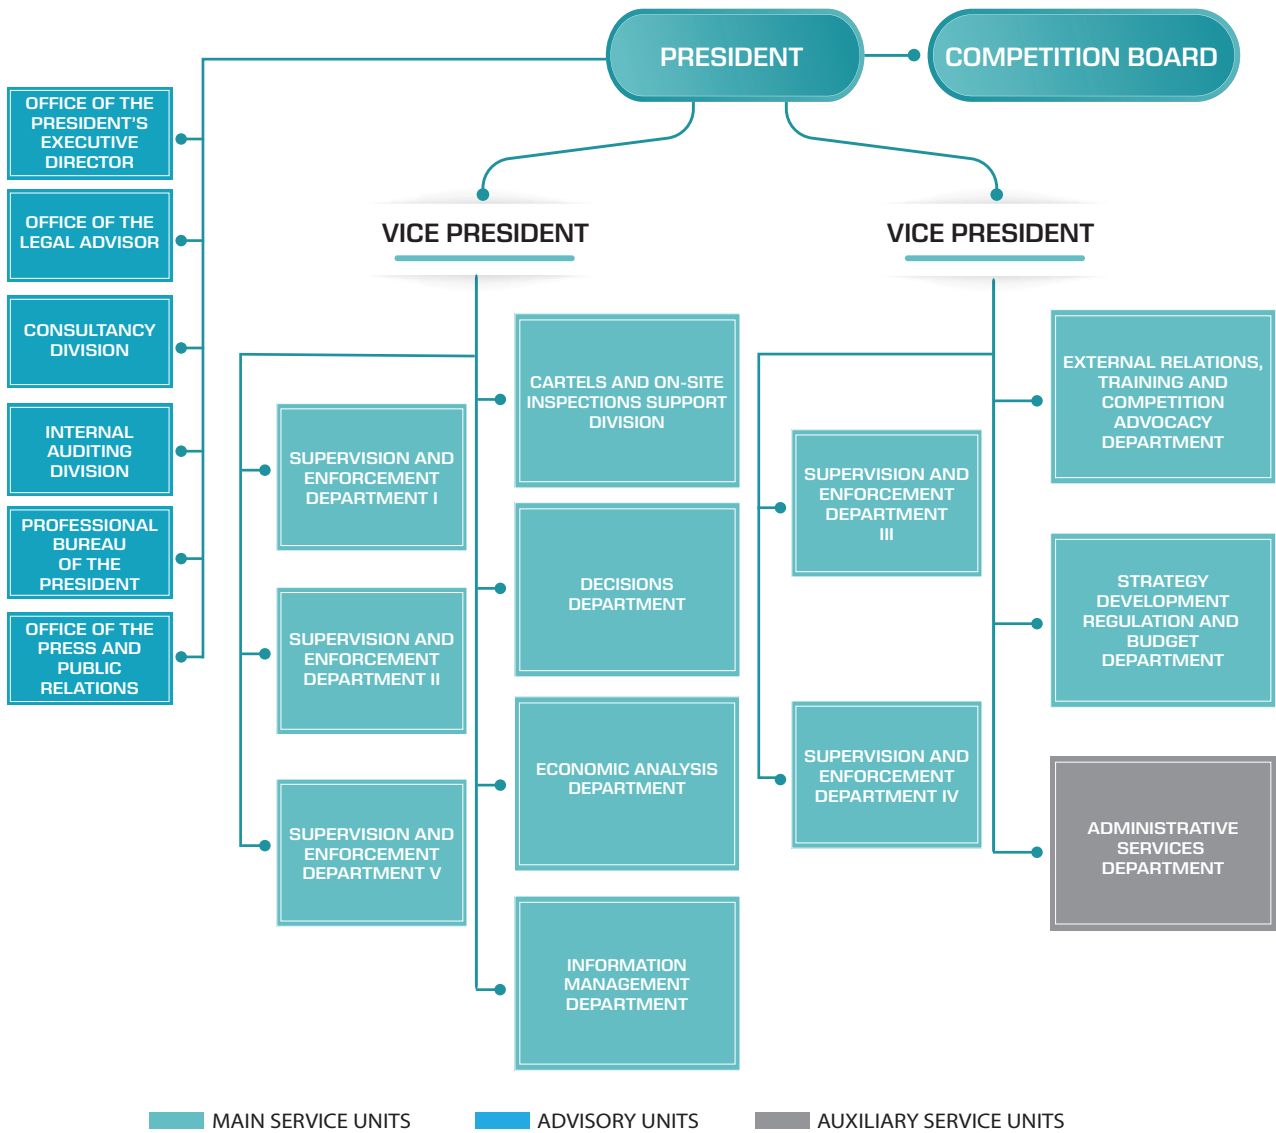 PRESIDENT
COMPETITION BOARD
OFFICE OF THE
PRESIDENT'S
EXECUTIVE
DIRECTOR
OFFICE OF THE
LEGAL ADVISOR
CONSULTANCY
DIVISION
INTERNAL
AUDITING
DIVISION
PROFESSIONAL
BUREAU
OF THE
PRESIDENT
OFFICE OF THE
PRESS AND
PUBLIC
RELATIONS
VICE PRESIDENT
SUPERVISION AND
ENFORCEMENT
DEPARTMENT I
SUPERVISION AND
ENFORCEMENT
DEPARTMENT II
SUPERVISION AND
ENFORCEMENT
DEPARTMENT V
CARTELS AND ON-SITE
INSPECTIONS SUPPORT
DIVISION
DECISIONS
DEPARTMENT
ECONOMIC ANALYSIS
DEPARTMENT
INFORMATION
MANAGEMENT
DEPARTMENT
VICE PRESIDENT
SUPERVISION AND
ENFORCEMENT
DEPARTMENT
III
SUPERVISION AND
ENFORCEMENT
DEPARTMENT IV
EXTERNAL RELATIONS,
TRAINING AND
COMPETITION
ADVOCACY
DEPARTMENT
STRATEGY
DEVELOPMENT
REGULATION AND
BUDGET
DEPARTMENT
ADMINISTRATIVE
SERVICES
DEPARTMENT
MAIN SERVICE UNITS
ADVISORY UNITS
AUXILIARY SERVICE UNITS